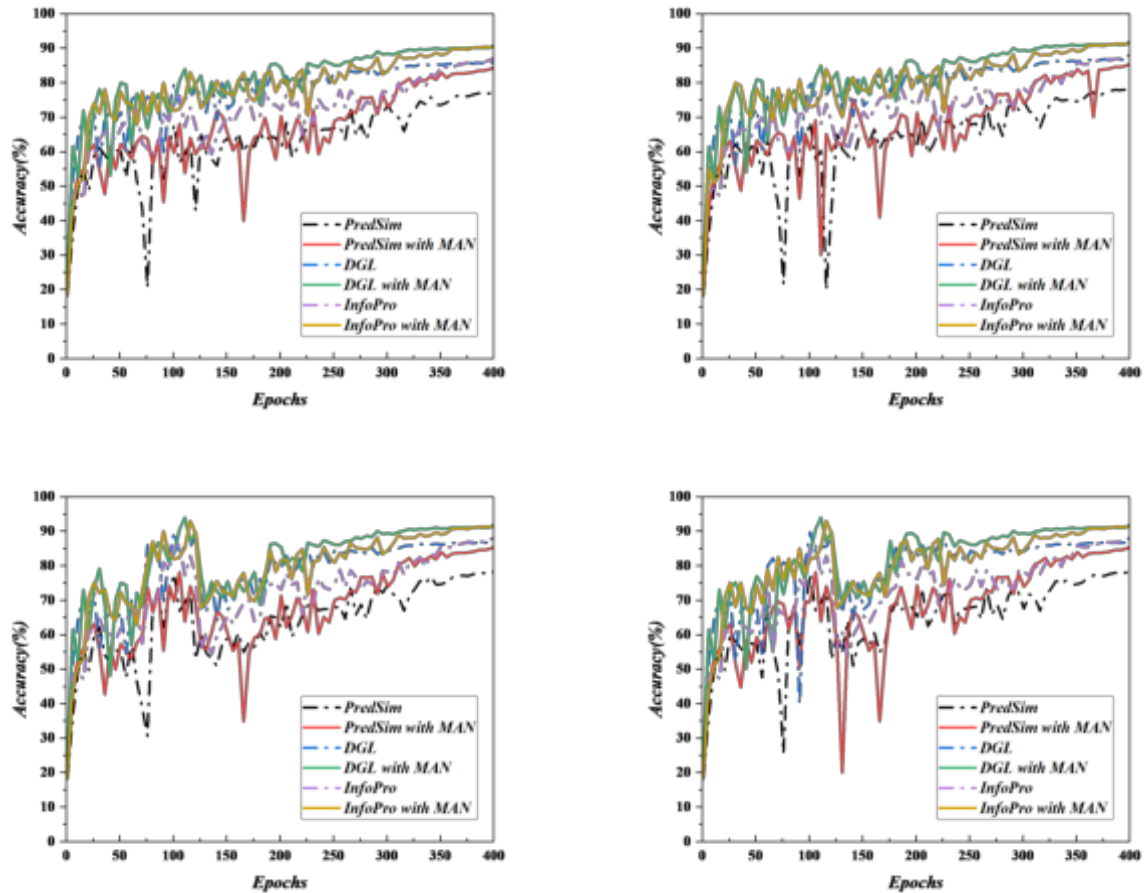 100
90
80
70
60
50
40
30
20
10
0
Accuracy(%)
PredSim
PredSim with MAN
DGL
DGL with MAN
InfoPro
InfoPro with MAN
0 50 100 150 200 250 300 350 400
Epochs
100
90
80
70
60
50
40
30
20
10
0
Accuracy(%)
PredSim
PredSim with MAN
DGL
DGL with MAN
InfoPro
InfoPro with MAN
0 50 100 150 200 250 300 350 400
Epochs
100
90
80
70
60
50
40
30
20
10
0
Accuracy(%)
PredSim
PredSim with MAN
DGL
DGL with MAN
InfoPro
InfoPro with MAN
0 50 100 150 200 250 300 350 400
Epochs
100
90
80
70
60
50
40
30
20
10
0
Accuracy(%)
PredSim
PredSim with MAN
DGL
DGL with MAN
InfoPro
InfoPro with MAN
0 50 100 150 200 250 300 350 400
Epochs